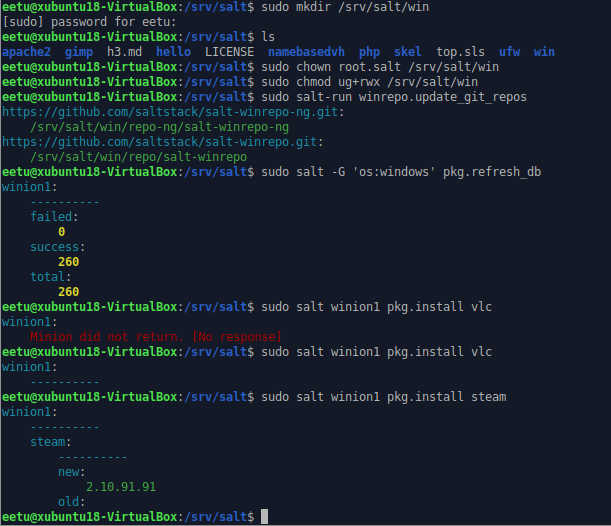 eetu@xubuntu18-VirtualBox:/srv/salt$ sudo mkdir /srv/salt/win
[sudo] password for eetu:
eetu@xubuntu18-VirtualBox:/srv/salt$ ls
apache2  gimp  h3.md  hello  LICENSE  namebasedvh  php  skel  top.sls  ufw  win
eetu@xubuntu18-VirtualBox:/srv/salt$ sudo chown root.salt /srv/salt/win
eetu@xubuntu18-VirtualBox:/srv/salt$ sudo chmod ug+rwx /srv/salt/win
eetu@xubuntu18-VirtualBox:/srv/salt$ sudo salt-run winrepo.update_git_repos
https://github.com/saltstack/salt-winrepo-ng.git:
    /srv/salt/win/repo-ng/salt-winrepo-ng
https://github.com/saltstack/salt-winrepo.git:
    /srv/salt/win/repo/salt-winrepo
eetu@xubuntu18-VirtualBox:/srv/salt$ sudo salt -G 'os:windows' pkg.refresh_db
winion1:
    ----------
    failed:
        0
    success:
        260
    total:
        260
eetu@xubuntu18-VirtualBox:/srv/salt$ sudo salt winion1 pkg.install vlc
winion1:
    Minion did not return. [No response]
eetu@xubuntu18-VirtualBox:/srv/salt$ sudo salt winion1 pkg.install vlc
winion1:
    ----------
eetu@xubuntu18-VirtualBox:/srv/salt$ sudo salt winion1 pkg.install steam
winion1:
    ----------
    steam:
        ----------
        new:
            2.10.91.91
        old:
eetu@xubuntu18-VirtualBox:/srv/salt$